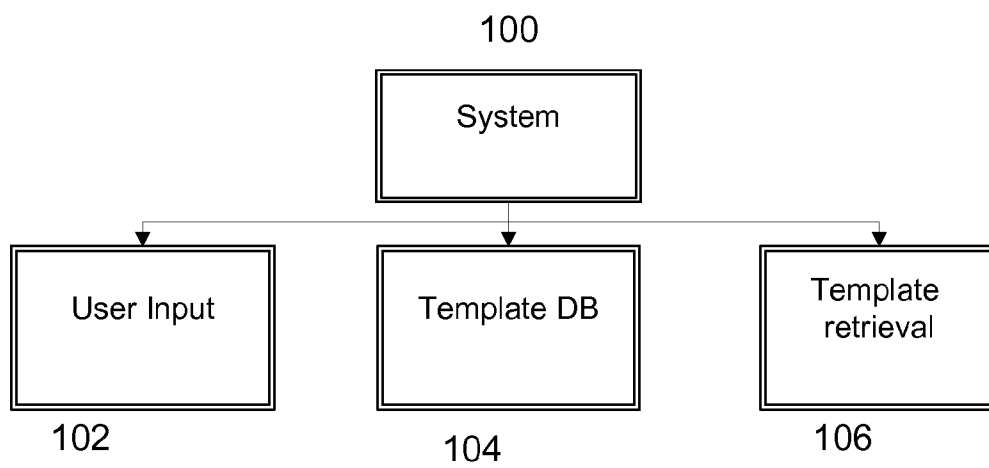 100
System
User Input
Template DB
Template
retrieval
102
104
106